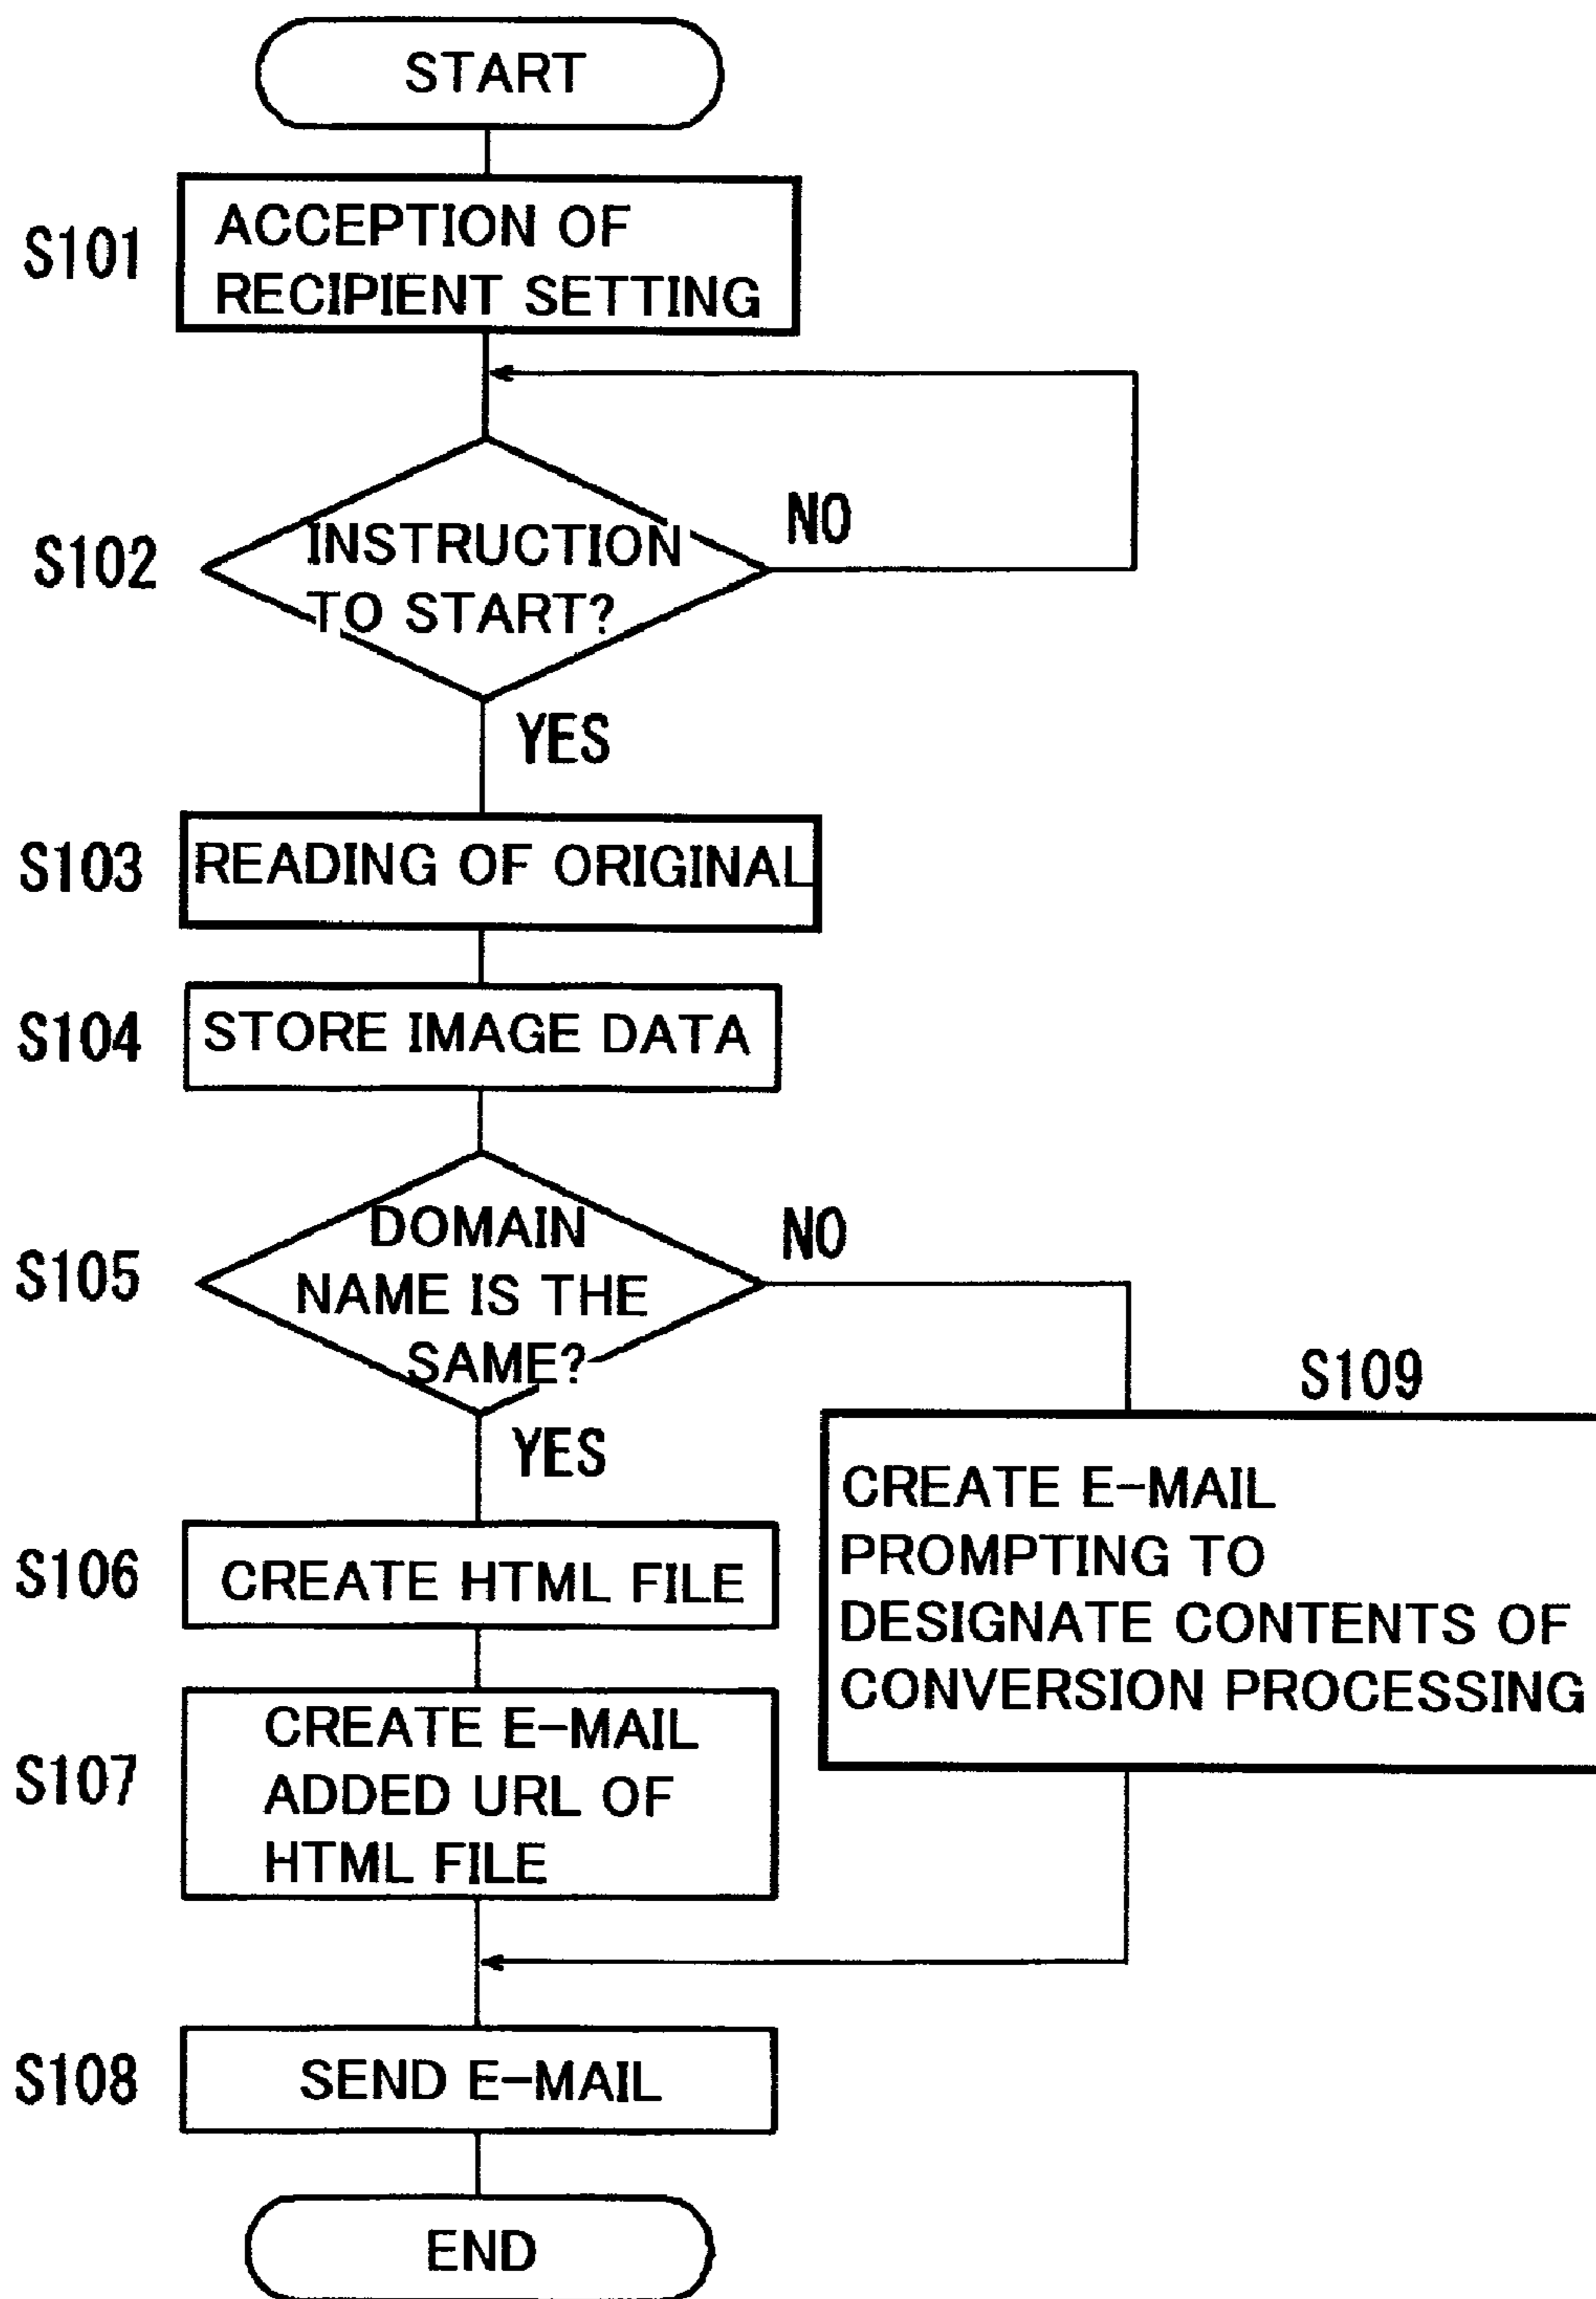 START
S101
ACCEPTION OF
RECIPIENT SETTING
S102
INSTRUCTION
TO START?
NO
YES
S103
READING OF ORIGINAL
S104
STORE IMAGE DATA
S105
DOMAIN
NAME IS THE
SAME?
NO
YES
S109
CREATE E-MAIL
PROMPTING TO
DESIGNATE CONTENTS OF
CONVERSION PROCESSING
S106
CREATE HTML FILE
S107
CREATE E-MAIL
ADDED URL OF
HTML FILE
S108
SEND E-MAIL
END